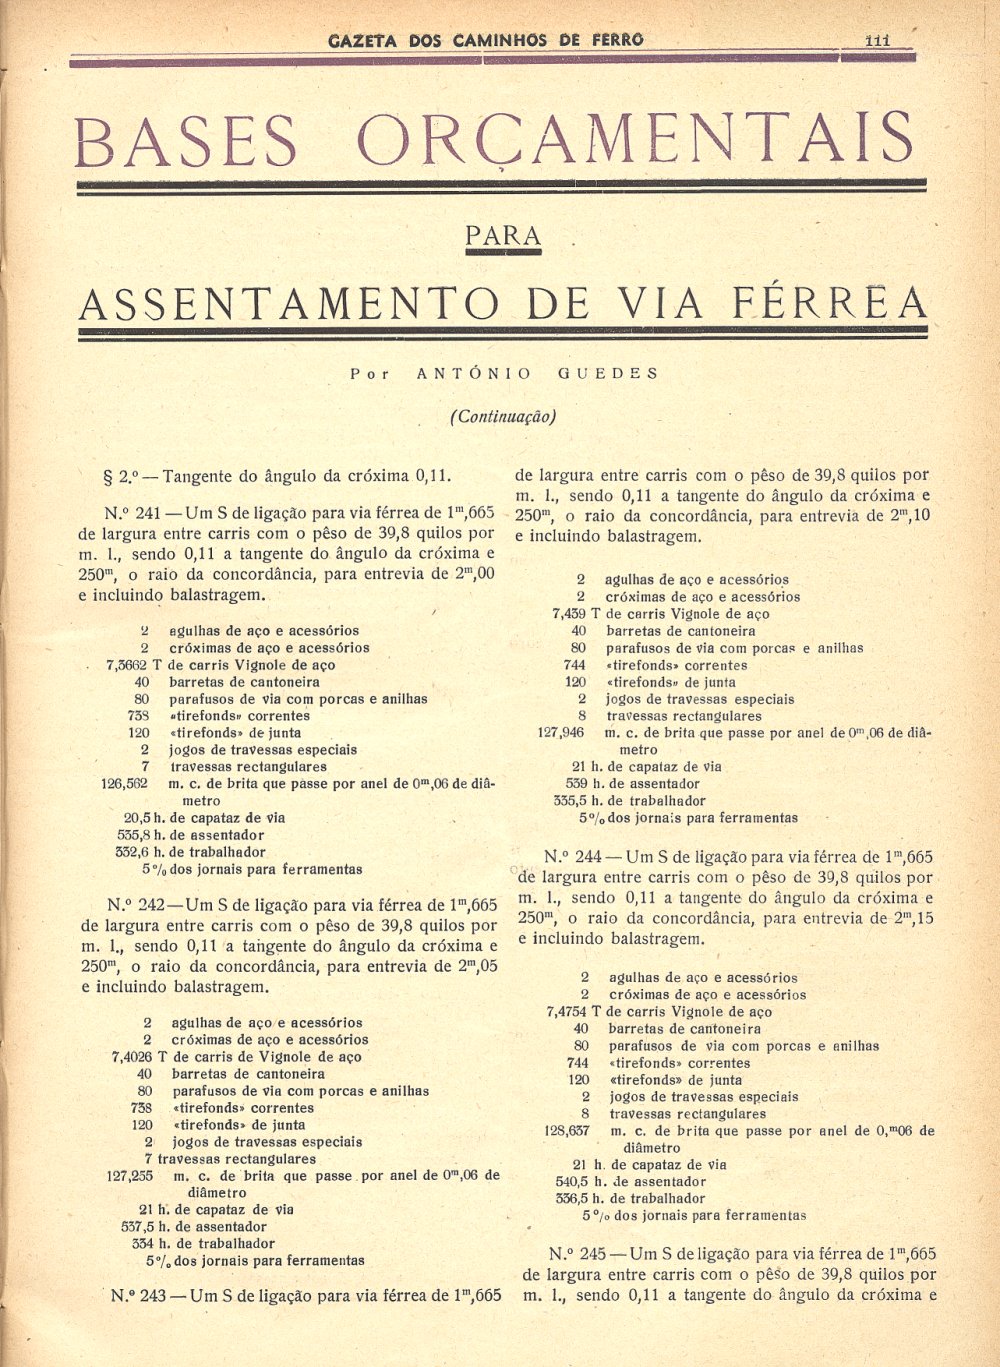 GAZETA DOS CAMINHOS DE FERRO
111
BASES ORÇAMENTAIS
PARA
ASSENTAMENTO DE VIA FÉRREA
Por ANTÓNIO GUEDES
(Continuação)
§ 2.º — Tangente do ângulo da cróxima 0,11.
N.º 241 — Um S de ligação para via férrea de 1ᵐ,665
de largura entre carris com o pêso de 39,8 quilos por
m. l., sendo 0,11 a tangente do ângulo da cróxima e
250ᵐ, o raio da concordância, para entrevia de 2ᵐ,00
e incluindo balastragem.
2 agulhas de aço e acessórios
2 cróximas de aço e acessórios
7,3662 T de carris Vignole de aço
40 barretas de cantoneira
80 parafusos de via com porcas e anilhas
738 «tirefonds» correntes
120 «tirefonds» de junta
2 jogos de travessas especiais
7 travessas rectangulares
126,562 m. c. de brita que passe por anel de 0ᵐ,06 de diâ-
metro
20,5 h. de capataz de via
535,8 h. de assentador
332,6 h. de trabalhador
5 % dos jornais para ferramentas
N.º 242 — Um S de ligação para via férrea de 1ᵐ,665
de largura entre carris com o pêso de 39,8 quilos por
m. l., sendo 0,11 a tangente do ângulo da cróxima e
250ᵐ, o raio da concordância, para entrevia de 2ᵐ,05
e incluindo balastragem.
2 agulhas de aço e acessórios
2 cróximas de aço e acessórios
7,4026 T de carris de Vignole de aço
40 barretas de cantoneira
80 parafusos de via com porcas e anilhas
738 «tirefonds» correntes
120 «tirefonds» de junta
2 jogos de travessas especiais
7 travessas rectangulares
127,255 m. c. de brita que passe por anel de 0ᵐ,06 de
diâmetro
21 h. de capataz de via
537,5 h. de assentador
334 h. de trabalhador
5 % dos jornais para ferramentas
N.º 243 — Um S de ligação para via férrea de 1ᵐ,665
de largura entre carris com o pêso de 39,8 quilos por
m. l., sendo 0,11 a tangente do ângulo da cróxima e
250ᵐ, o raio da concordância, para entrevia de 2ᵐ,10
e incluindo balastragem.
2 agulhas de aço e acessórios
2 cróximas de aço e acessórios
7,439 T de carris Vignole de aço
40 barretas de cantoneira
80 parafusos de via com porcas e anilhas
744 «tirefonds» correntes
120 «tirefonds» de junta
2 jogos de travessas especiais
8 travessas rectangulares
127,946 m. c. de brita que passe por anel de 0ᵐ,06 de diâ-
metro
21 h. de capataz de via
539 h. de assentador
335,5 h. de trabalhador
5 % dos jornais para ferramentas
N.º 244 — Um S de ligação para via férrea de 1ᵐ,665
de largura entre carris com o pêso de 39,8 quilos por
m. l., sendo 0,11 a tangente do ângulo da cróxima e
250ᵐ, o raio da concordância, para entrevia de 2ᵐ,15
e incluindo balastragem.
2 agulhas de aço e acessórios
2 cróximas de aço e acessórios
7,4754 T de carris Vignole de aço
40 barretas de cantoneira
80 parafusos de via com porcas e anilhas
744 «tirefonds» correntes
120 «tirefonds» de junta
2 jogos de travessas especiais
8 travessas rectangulares
128,637 m. c. de brita que passe por anel de 0,ᵐ06 de
diâmetro
21 h. de capataz de via
540,5 h. de assentador
336,5 h. de trabalhador
5 % dos jornais para ferramentas
N.º 245 — Um S de ligação para via férrea de 1ᵐ,665
de largura entre carris com o pêso de 39,8 quilos por
m. l., sendo 0,11 a tangente do ângulo da cróxima e